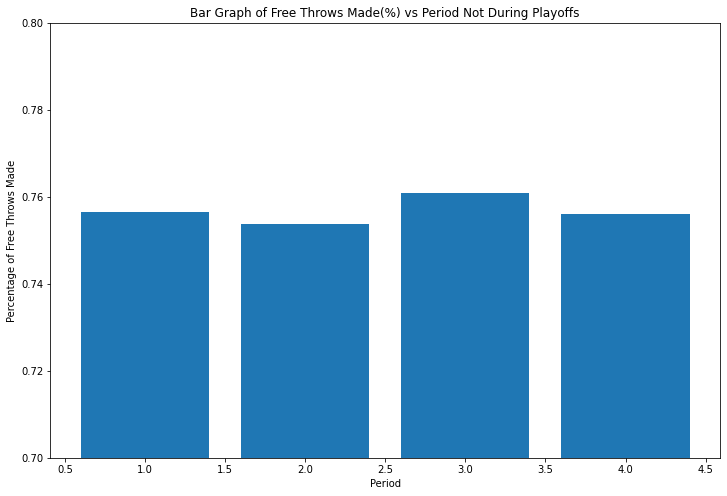 Bar Graph of Free Throws Made(%) vs Period Not During Playoffs
0.80
0.78
0.76
0.74
0.72
0.70
Percentage of Free Throws Made
0.5 1.0 1.5 2.0 2.5 3.0 3.5 4.0 4.5
Period